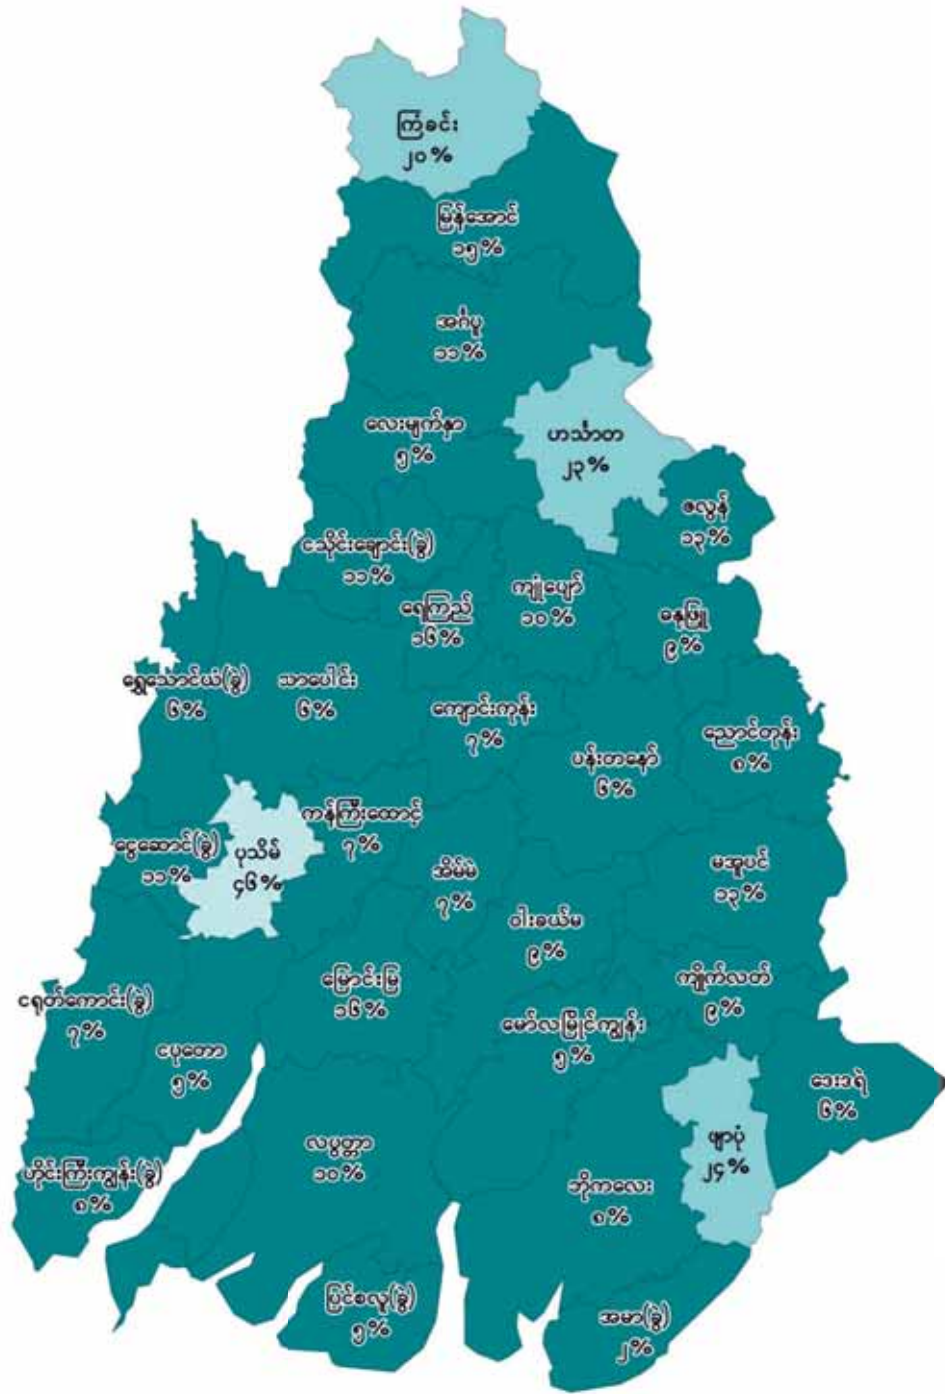 ကြံခင်း
၂၀%
မြန်အောင်
၁၅%
အင်္ဂပူ
၁၁%
လေးမျက်နှာ
၅%
ဟင်္သာတ
၂၃%
ဇလွန်
၁၃%
ငသိုင်းချောင်း(ခွဲ)
၁၁%
ရေကြည်
၁၆%
ကျုံပျော်
၁၀%
ဓနုဖြူ
၉%
ရွှေသောင်ယံ(ခွဲ)
၆%
သာပေါင်း
၆%
ကျောင်းကုန်း
၇%
ပန်းတနော်
၆%
ညောင်တုန်း
၈%
ငွေဆောင်(ခွဲ)
၁၁%
ပုသိမ်
၄၆%
ကန်ကြီးထောင့်
၇%
အိမ်မဲ
၇%
မအူပင်
၁၃%
ဝါးခယ်မ
၉%
ငရုတ်ကောင်း(ခွဲ)
၇%
ငပုတော
၅%
မြောင်းမြ
၁၆%
မော်လမြိုင်ကျွန်း
၅%
ကျိုက်လတ်
၉%
ဒေးဒရဲ
၆%
ဟိုင်းကြီးကျွန်း(ခွဲ)
၈%
လပွတ္တာ
၁၀%
ဘိုကလေး
၈%
ဖျာပုံ
၂၄%
ပြင်စလူ(ခွဲ)
၅%
အမာ(ခွဲ)
၂%